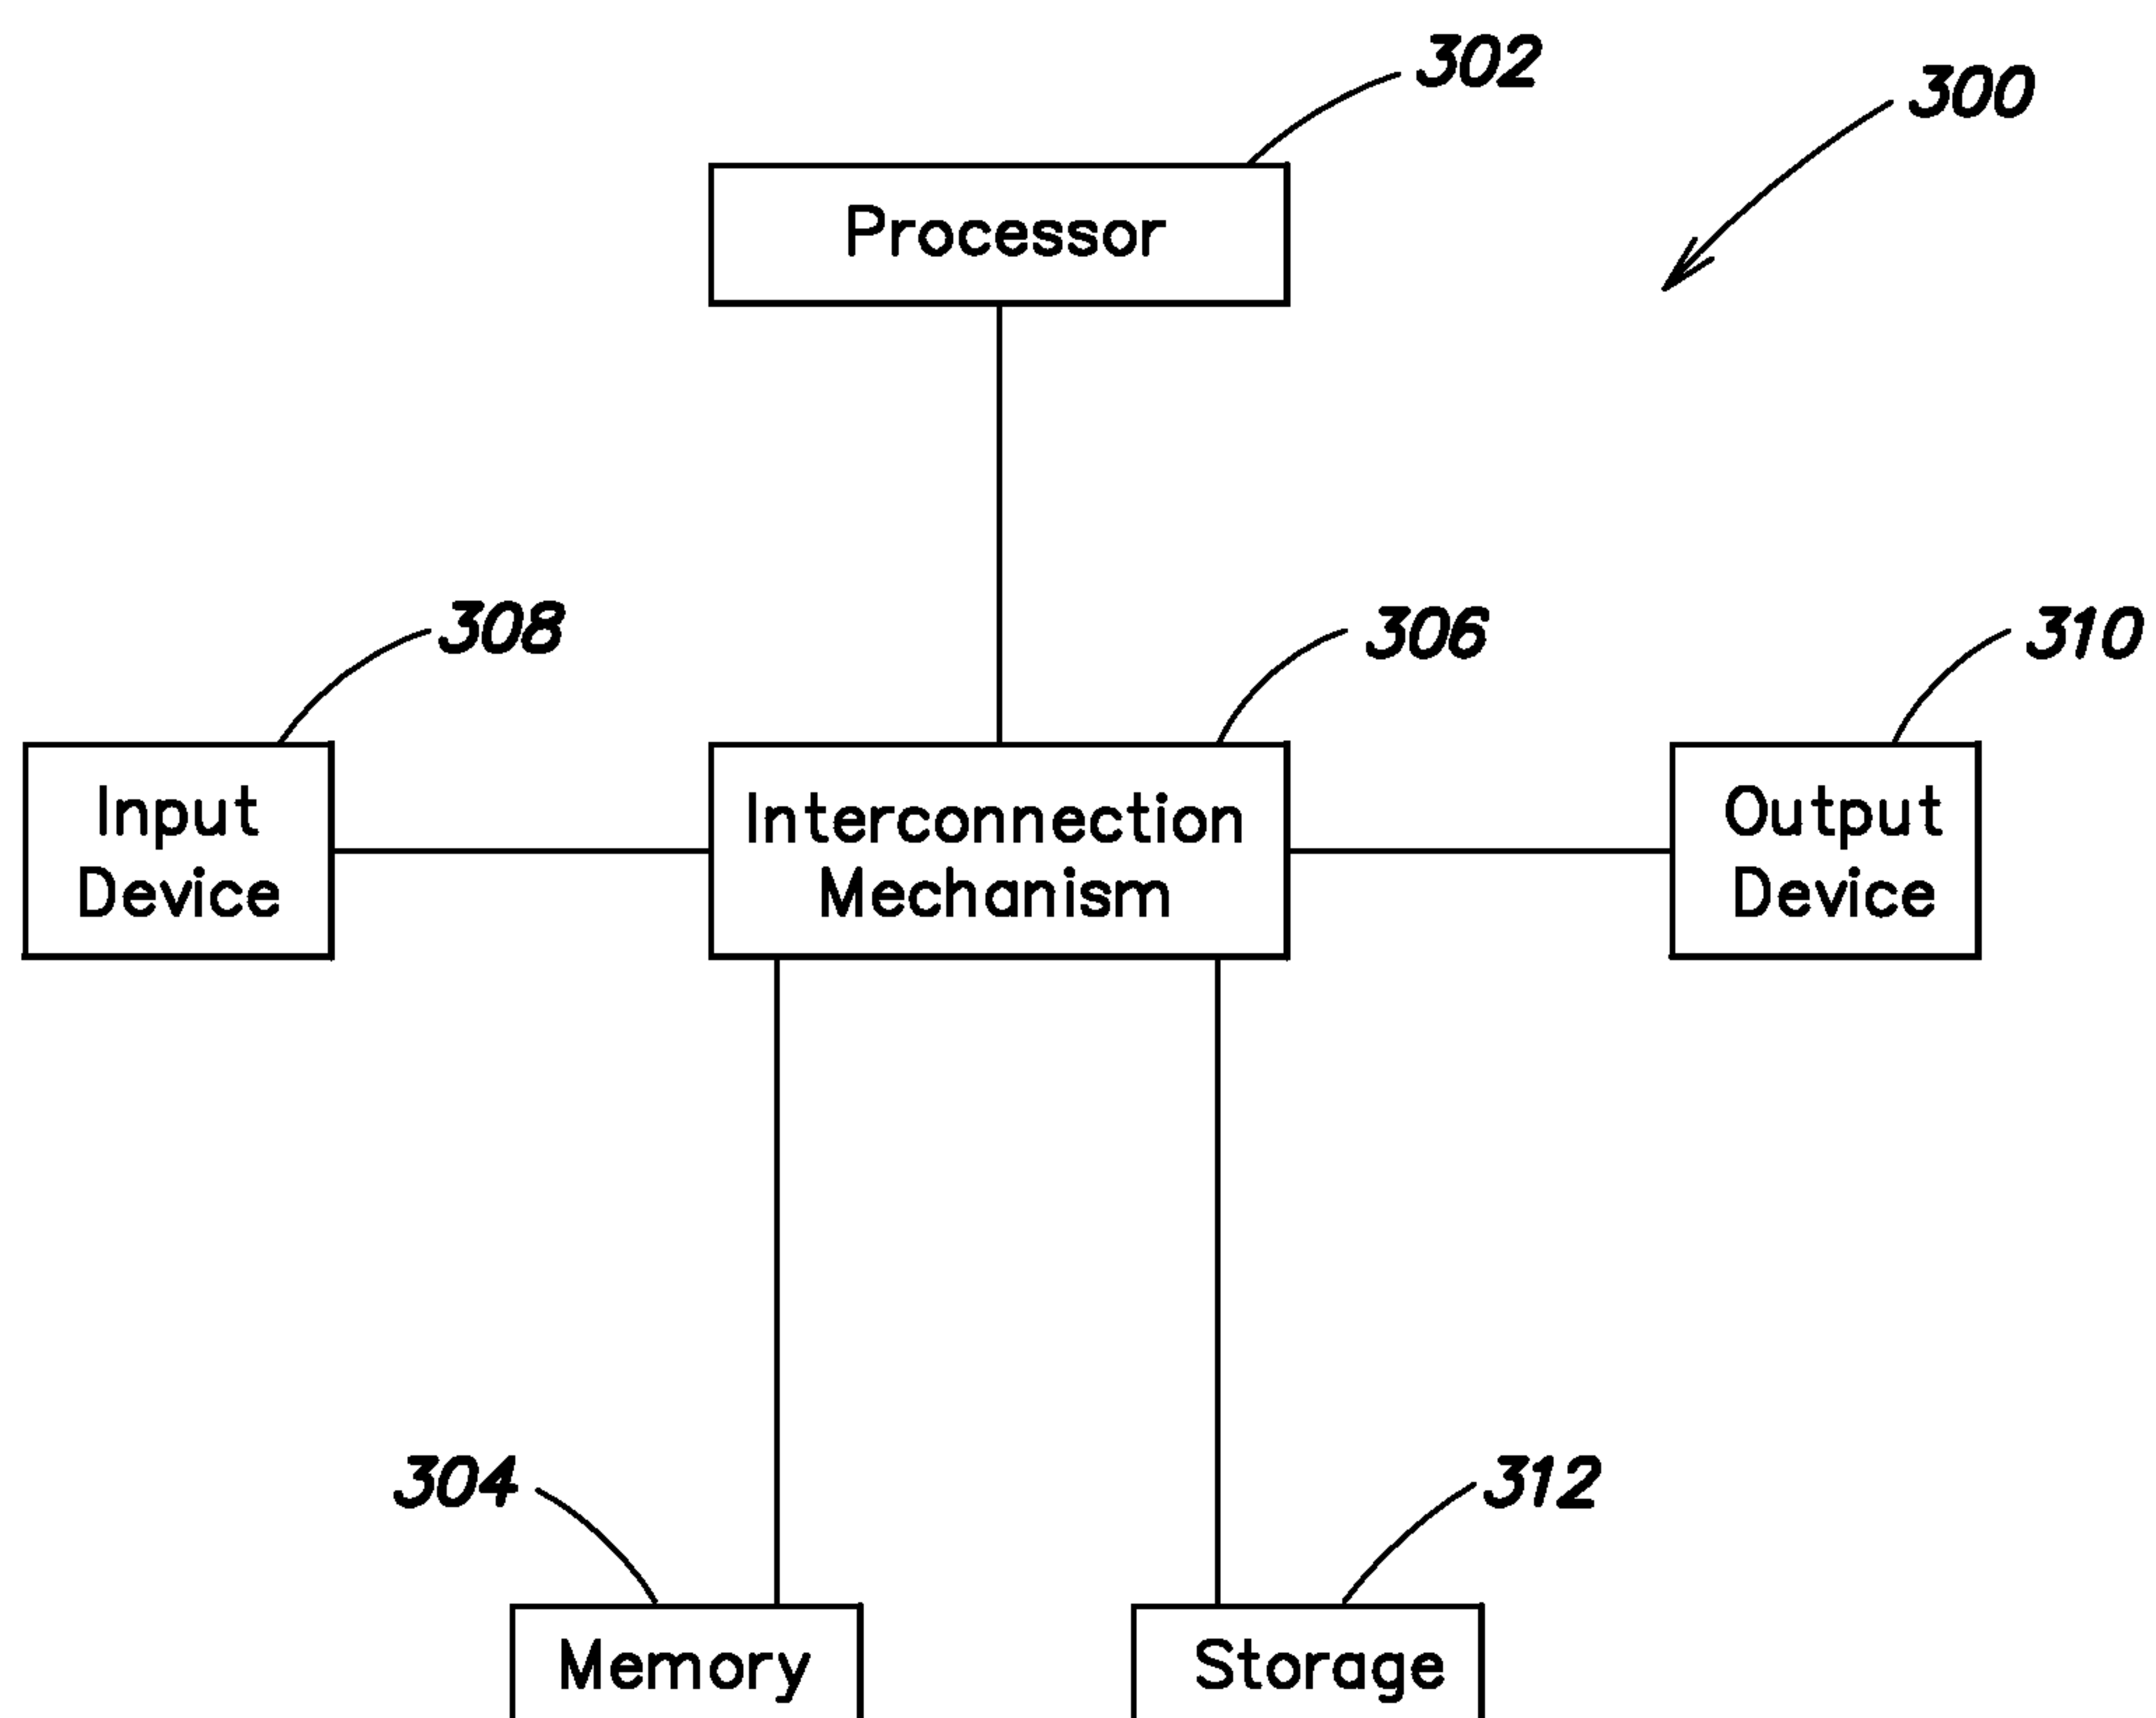 302
300
Processor
308
306
310
Input
Device
Interconnection
Mechanism
Output
Device
304
312
Memory
Storage